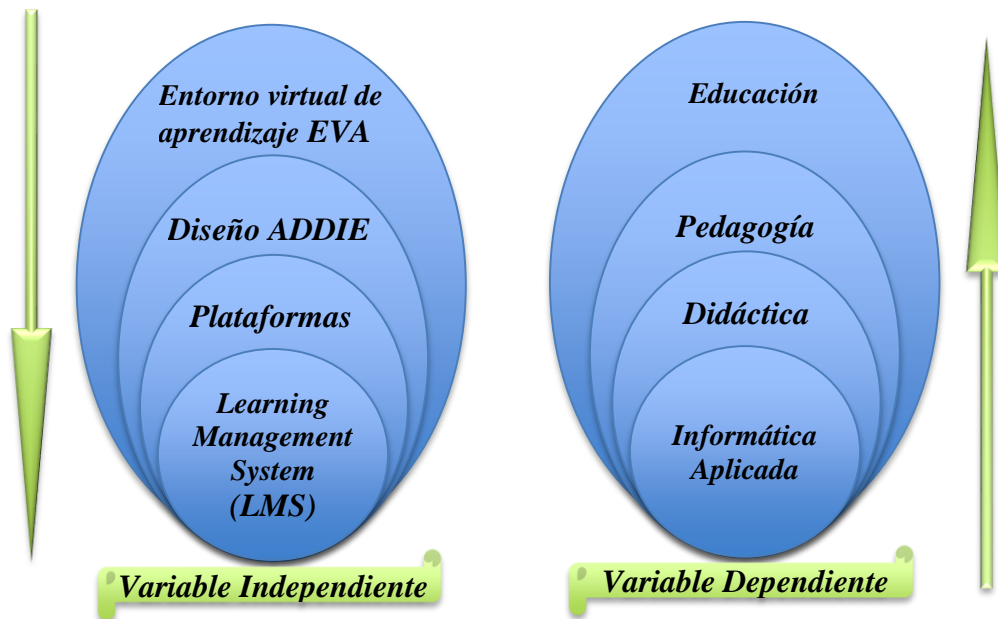 Entorno virtual de
aprendizaje EVA
Diseño ADDIE
Plataformas
Learning
Management
System
(LMS)
Variable Independiente
Educación
Pedagogía
Didáctica
Informática
Aplicada
Variable Dependiente